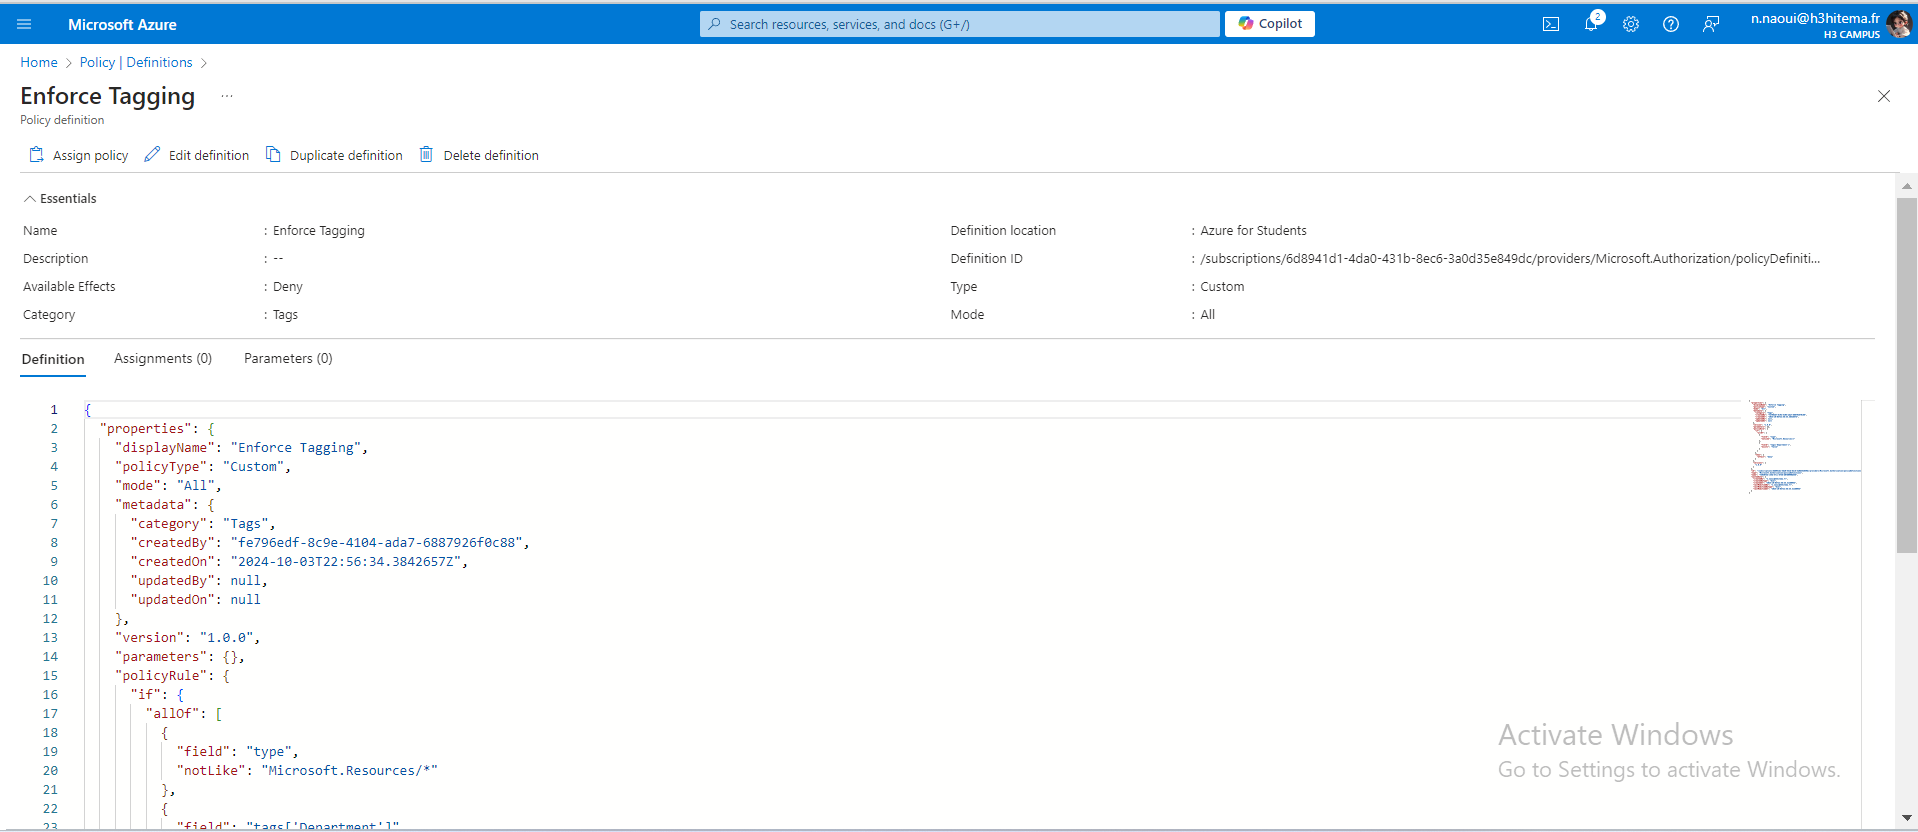 Microsoft Azure
Search resources, services, and docs (G+/)
Copilot
2
n.naoui@h3hitema.fr
H3 CAMPUS
Home > Policy | Definitions >
Enforce Tagging ...
Policy definition
Assign policy Edit definition Duplicate definition Delete definition
Essentials
Name : Enforce Tagging
Definition location : Azure for Students
Description : --
Definition ID : /subscriptions/6d8941d1-4da0-431b-8ec6-3a0d35e849dc/providers/Microsoft.Authorization/policyDefiniti...
Available Effects : Deny
Type : Custom
Category : Tags
Mode : All
Definition Assignments (0) Parameters (0)
1 {
2 "properties": {
3 "displayName": "Enforce Tagging",
4 "policyType": "Custom",
5 "mode": "All",
6 "metadata": {
7 "category": "Tags",
8 "createdBy": "fe796edf-8c9e-4104-ada7-6887926f0c88",
9 "createdOn": "2024-10-03T22:56:34.3842657Z",
10 "updatedBy": null,
11 "updatedOn": null
12 },
13 "version": "1.0.0",
14 "parameters": {},
15 "policyRule": {
16 "if": {
17 "allOf": [
18 {
19 "field": "type",
20 "notLike": "Microsoft.Resources/*"
21 },
22 {
23 "field": "tags['Department']"
Activate Windows
Go to Settings to activate Windows.